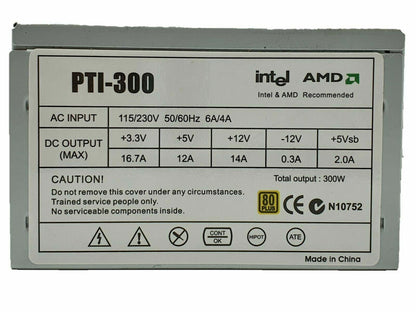 PTI-300
intel AMD
Intel & AMD Recommended
AC INPUT 115/230V 50/60Hz 6A/4A
DC OUTPUT (MAX) +3.3V +5V +12V -12V +5Vsb
16.7A 12A 14A 0.3A 2.0A
CAUTION! Total output : 300W
Do not remove this cover under any circumstances.
Trained service people only.
No serviceable components inside.
80 PLUS CE N10752
CONT OK HIPOT ATE
Made in China